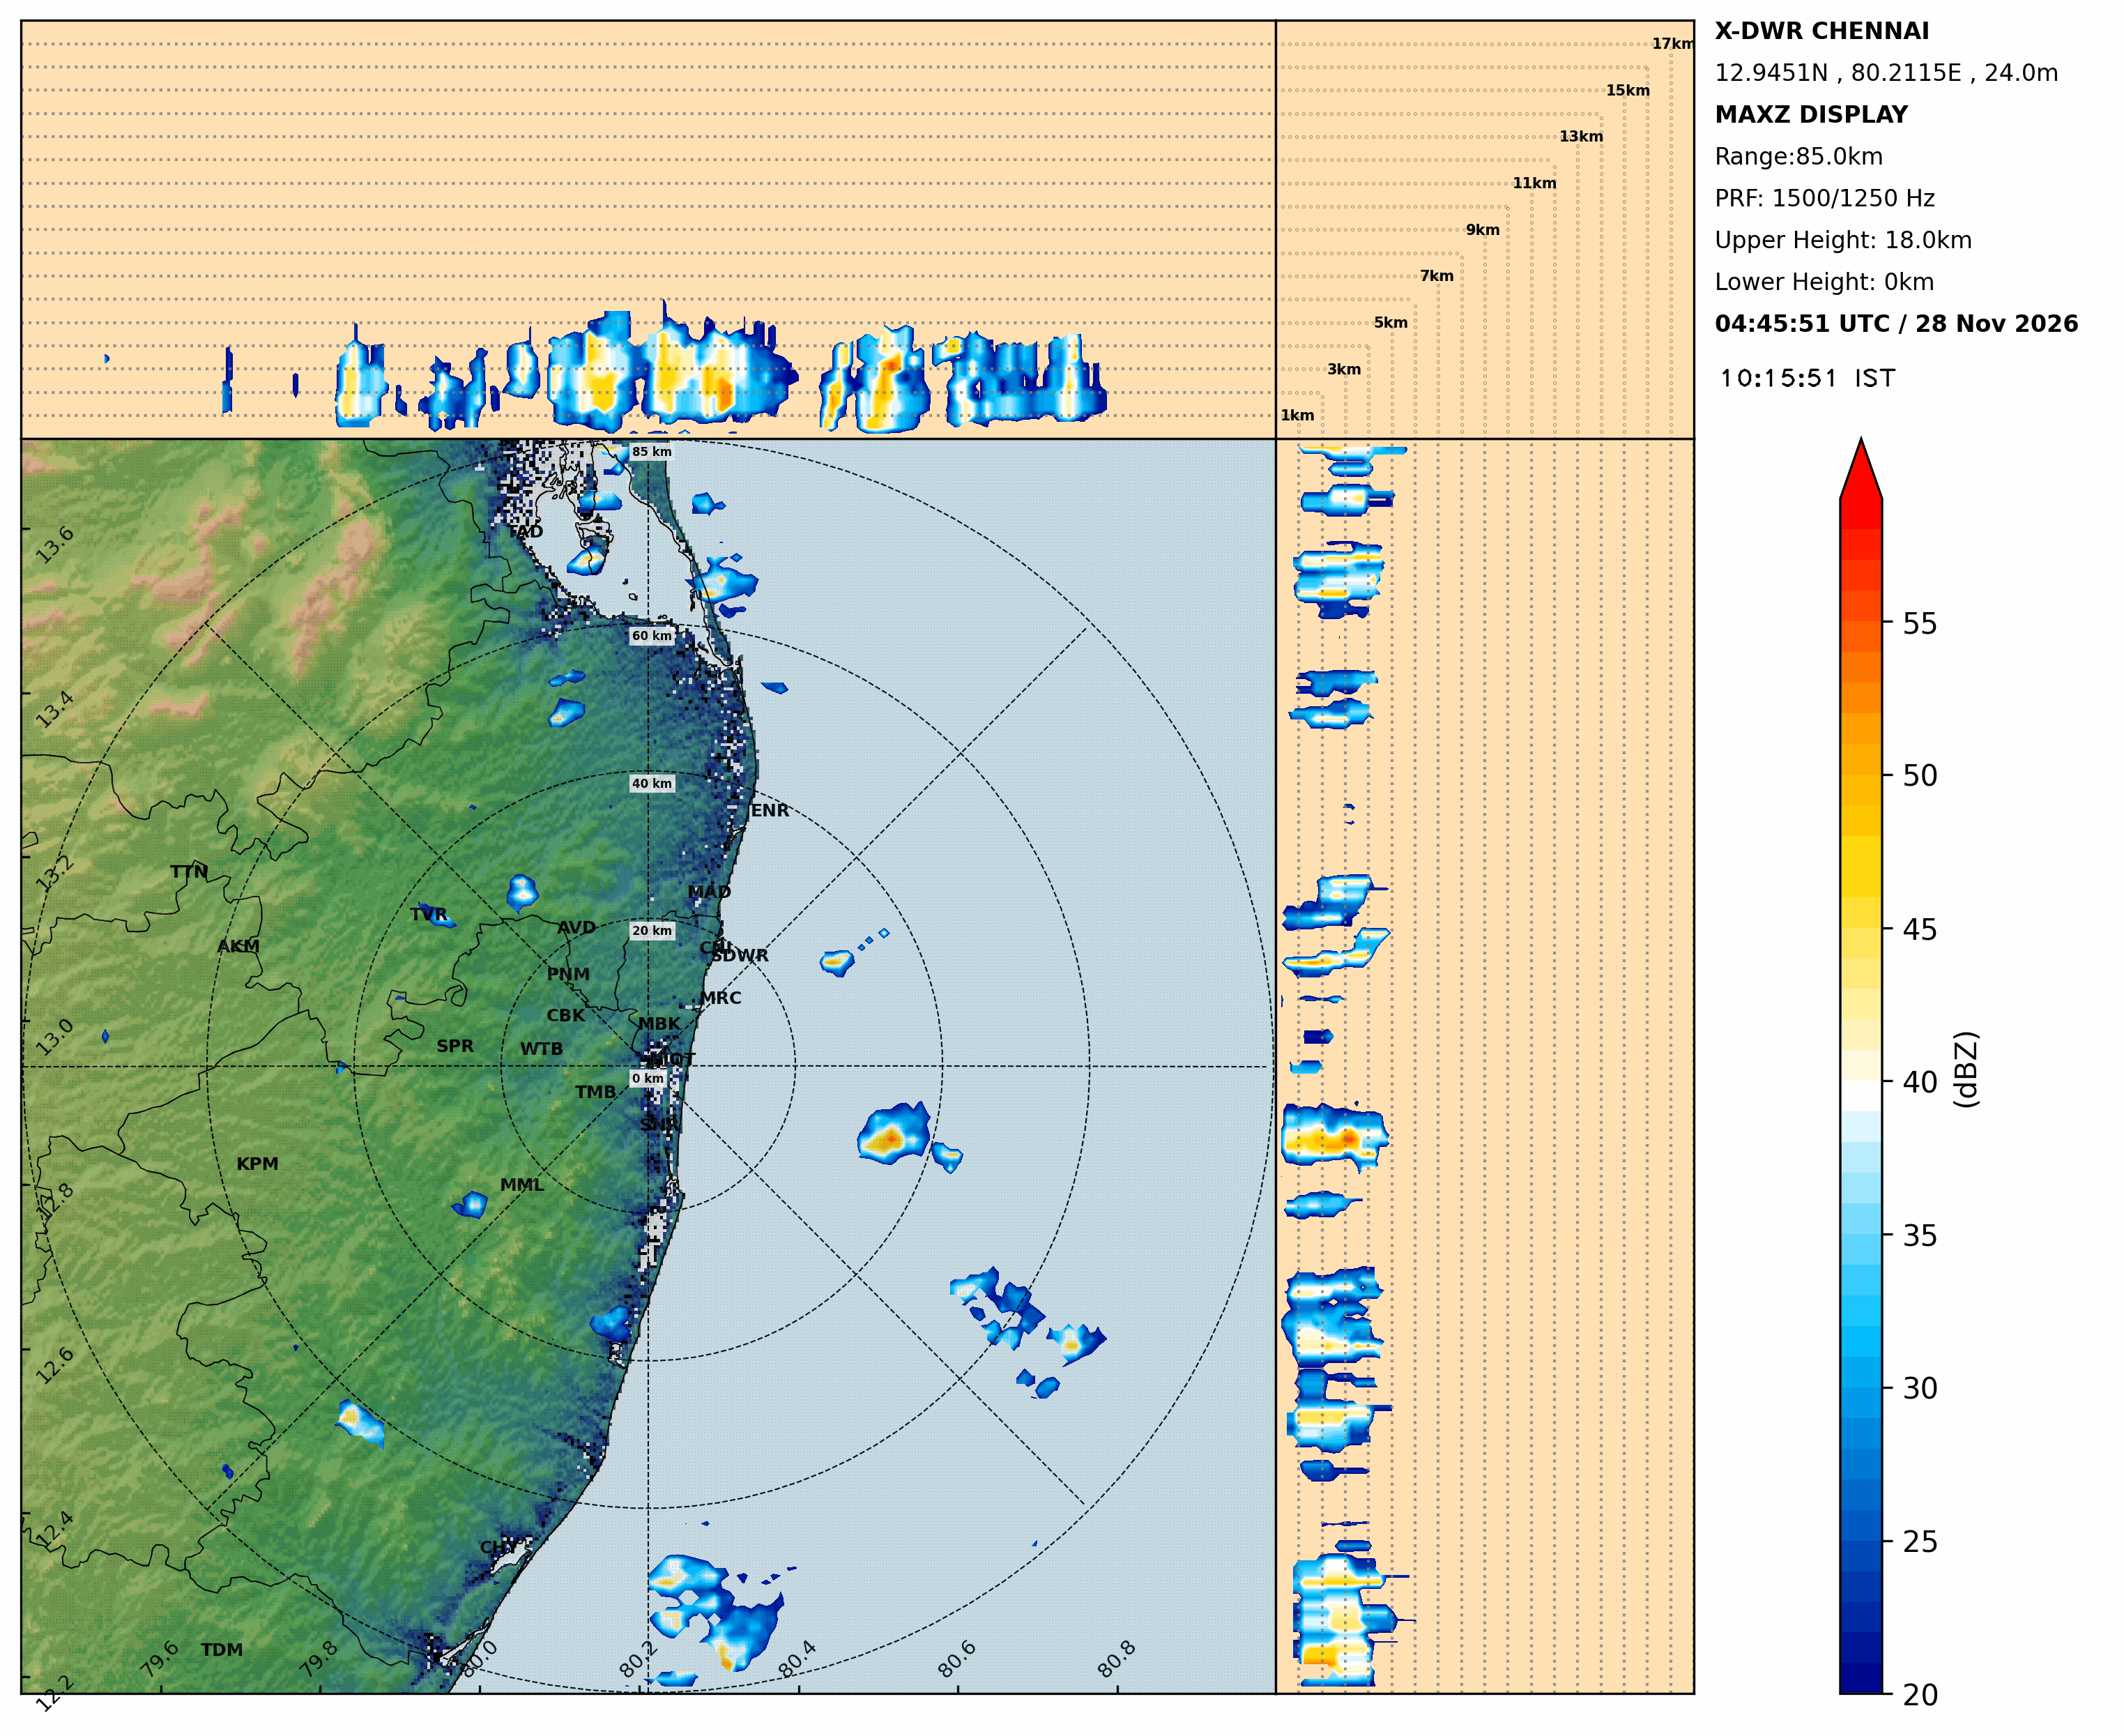 X-DWR CHENNAI
12.9451N , 80.2115E , 24.0m
MAXZ DISPLAY
Range:85.0km
PRF: 1500/1250 Hz
Upper Height: 18.0km
Lower Height: 0km
04:45:51 UTC / 28 Nov 2026
10:15:51 IST
17km
15km
13km
11km
9km
7km
5km
3km
1km
85 km
60 km
40 km
20 km
0 km
TAD
ENR
TTN
MAD
TVR
AVD
AKM
SDWR
PNM
MRC
CBK
MBK
SPR
WTB
TMB
SNR
KPM
MML
CHY
TDM
13.6
13.4
13.2
13.0
12.8
12.6
12.4
12.2
79.6
79.8
80.0
80.2
80.4
80.6
80.8
55
50
45
40
35
30
25
20
(dBZ)